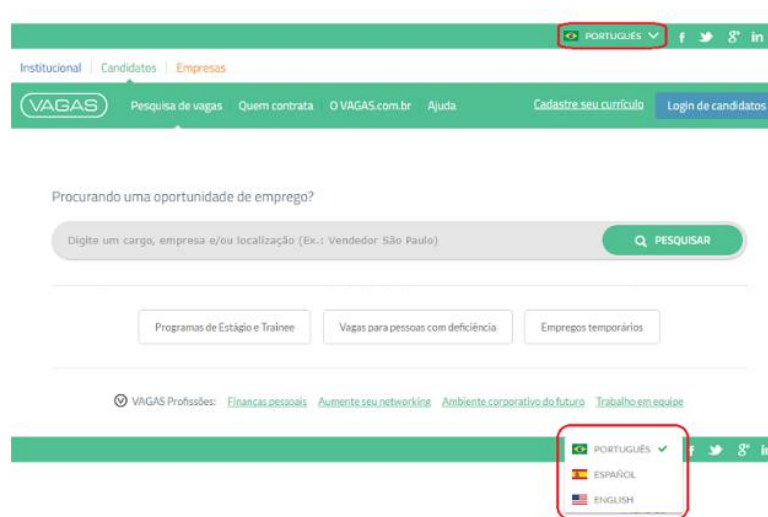 PORTUGUÊS
Institucional | Candidatos | Empresas
VAGAS Pesquisa de vagas Quem contrata O VAGAS.com.br Ajuda Cadastre seu currículo Login de candidatos
Procurando uma oportunidade de emprego?
Digite um cargo, empresa e/ou localização (Ex.: Vendedor São Paulo) PESQUISAR
Programas de Estágio e Trainee Vagas para pessoas com deficiência Empregos temporários
VAGAS Profissões: Finanças pessoais Aumente seu networking Ambiente corporativo do futuro Trabalho em equipe
PORTUGUÊS
ESPAÑOL
ENGLISH